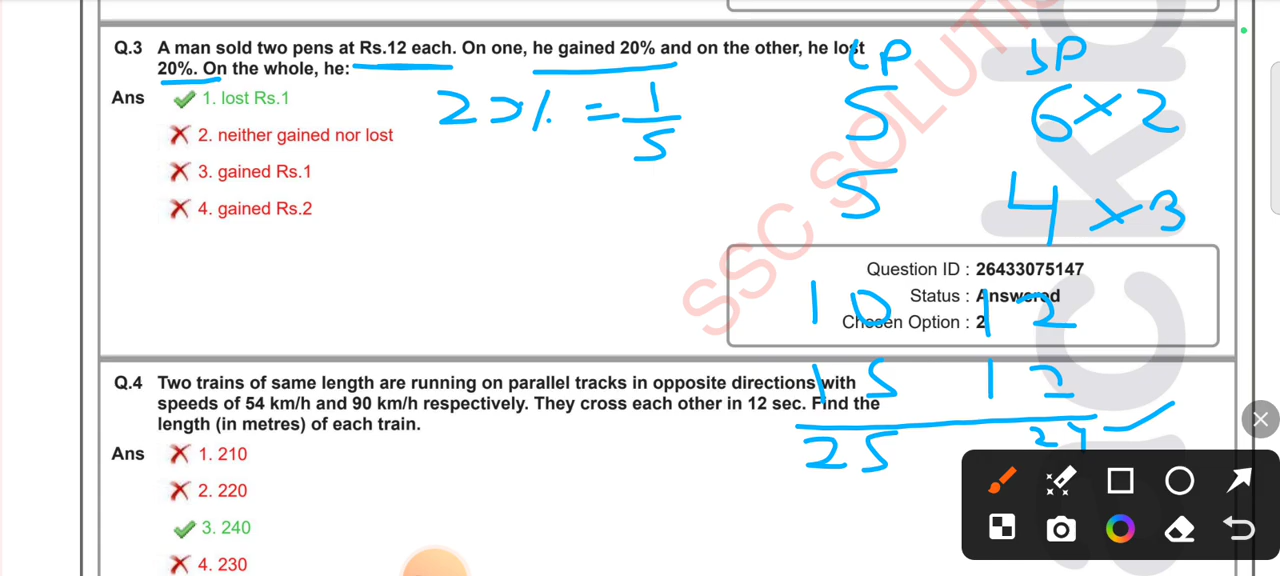 Q.3 A man sold two pens at Rs.12 each. On one, he gained 20% and on the other, he lost
20%. On the whole, he:
Ans 1. lost Rs.1
2. neither gained nor lost
3. gained Rs.1
4. gained Rs.2
20% = 1/5
CP SP
5 6 × 2
5 4 × 3
Question ID : 26433075147
Status : Answered
Chosen Option : 2
10 12
15 12
25 24
Q.4 Two trains of same length are running on parallel tracks in opposite directions with
speeds of 54 km/h and 90 km/h respectively. They cross each other in 12 sec. Find the
length (in metres) of each train.
Ans 1. 210
2. 220
3. 240
4. 230
SSC SOLUTI